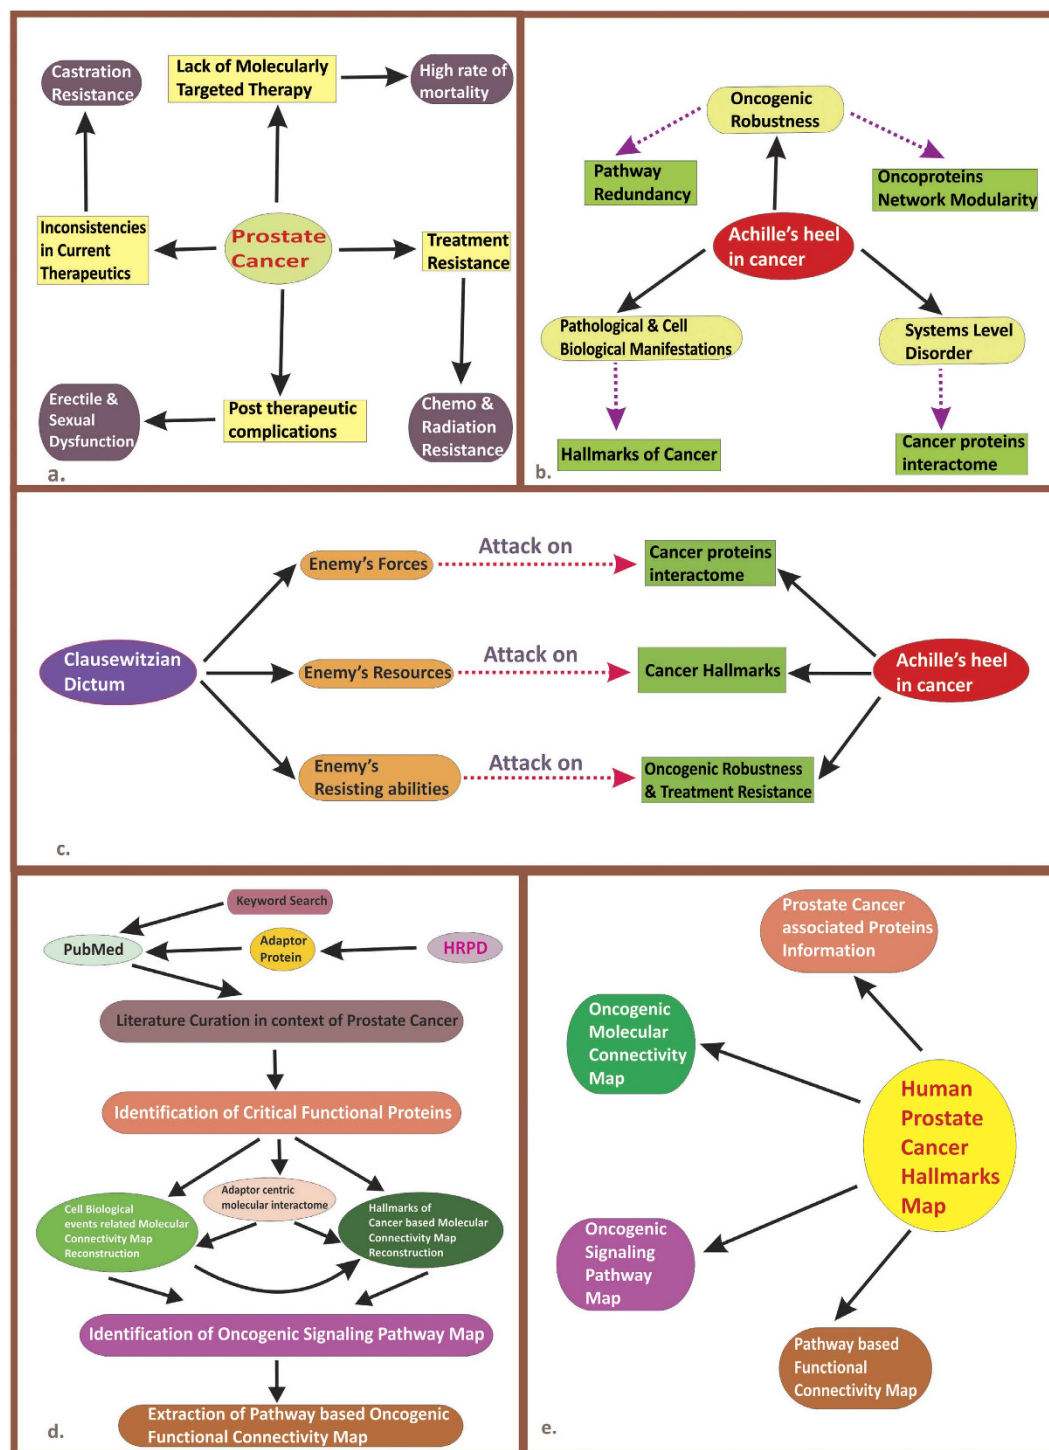 Castration
Resistance
Lack of Molecularly
Targeted Therapy
High rate of
mortality
Inconsistencies
in Current
Therapeutics
Prostate
Cancer
Treatment
Resistance
Erectile &
Sexual
Dysfunction
Post therapeutic
complications
Chemo &
Radiation
Resistance
a.
Oncogenic
Robustness
Pathway
Redundancy
Oncoproteins
Network Modularity
Achille's heel
in cancer
Pathological & Cell
Biological Manifestations
Systems Level
Disorder
Hallmarks of Cancer
Cancer proteins
interactome
b.
Enemy's Forces
Attack on
Cancer proteins
interactome
Clausewitzian
Dictum
Enemy's Resources
Attack on
Cancer Hallmarks
Achille's heel
in cancer
Enemy's
Resisting abilities
Attack on
Oncogenic Robustness
& Treatment Resistance
c.
Keyword Search
PubMed
Adaptor
Protein
HRPD
Literature Curation in context of Prostate Cancer
Identification of Critical Functional Proteins
Cell Biological
events related Molecular
Connectivity Map
Reconstruction
Adaptor centric
molecular interactome
Hallmarks of
Cancer based Molecular
Connectivity Map
Reconstruction
Identification of Oncogenic Signaling Pathway Map
Extraction of Pathway based Oncogenic
Functional Connectivity Map
d.
Prostate Cancer
associated Proteins
Information
Oncogenic
Molecular
Connectivity
Map
Human
Prostate
Cancer
Hallmarks
Map
Oncogenic
Signaling
Pathway
Map
Pathway based
Functional
Connectivity Map
e.